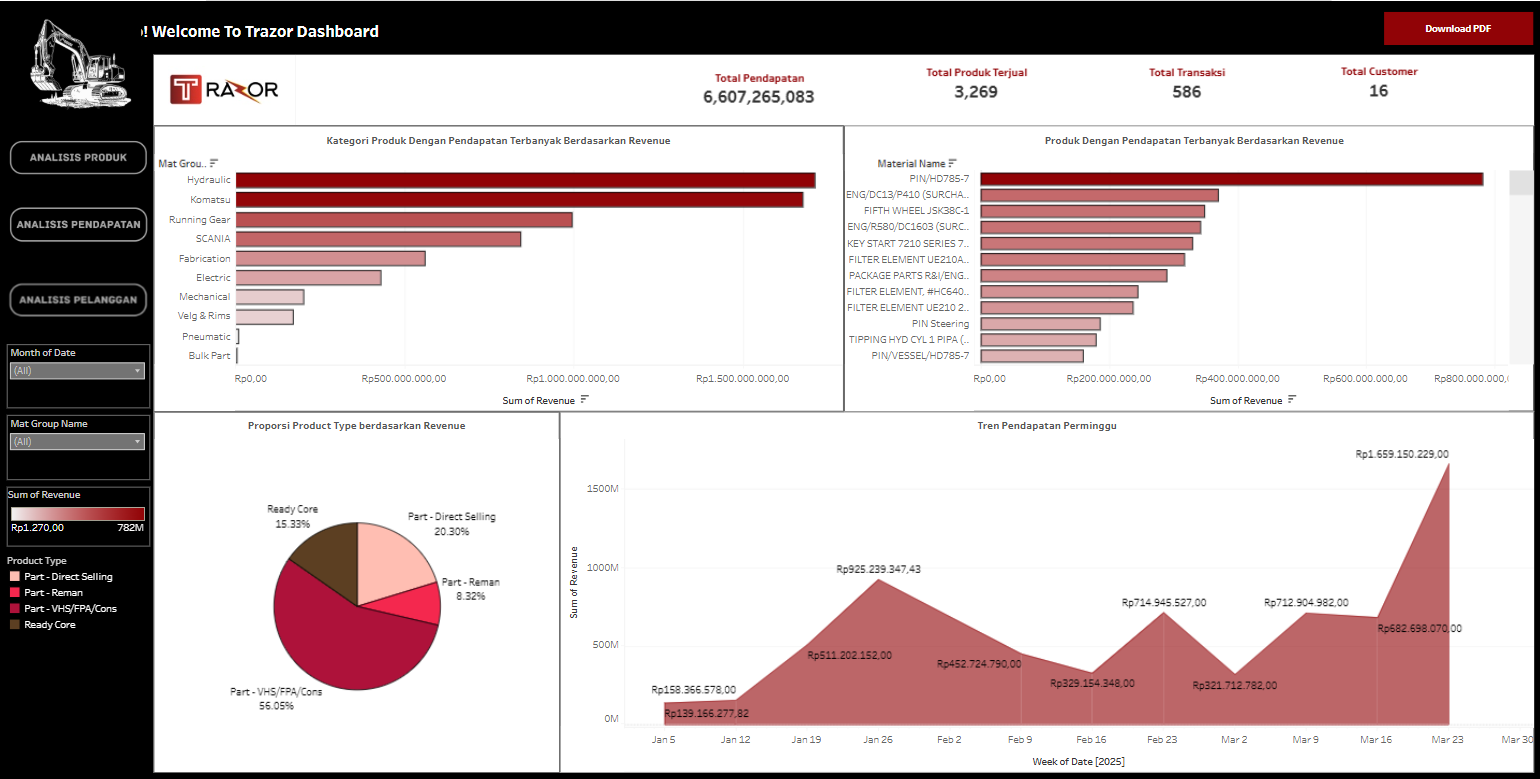 ! Welcome To Trazor Dashboard
Download PDF
TRAZOR
Total Pendapatan
6,607,265,083
Total Produk Terjual
3,269
Total Transaksi
586
Total Customer
16
ANALISIS PRODUK
ANALISIS PENDAPATAN
ANALISIS PELANGGAN
Month of Date
(All)
Mat Group Name
(All)
Sum of Revenue
Rp1.270,00 782M
Product Type
Part - Direct Selling
Part - Reman
Part - VHS/FPA/Cons
Ready Core
Kategori Produk Dengan Pendapatan Terbanyak Berdasarkan Revenue
Mat Grou..
Hydraulic
Komatsu
Running Gear
SCANIA
Fabrication
Electric
Mechanical
Velg & Rims
Pneumatic
Bulk Part
Rp0,00 Rp500.000.000,00 Rp1.000.000.000,00 Rp1.500.000.000,00
Sum of Revenue
Produk Dengan Pendapatan Terbanyak Berdasarkan Revenue
Material Name
PIN/HD785-7
ENG/DC13/P410 (SURCHA..
FIFTH WHEEL JSK38C-1
ENG/R580/DC1603 (SURC..
KEY START 7210 SERIES 7..
FILTER ELEMENT UE210A..
PACKAGE PARTS R&I/ENG..
FILTER ELEMENT, #HC640..
FILTER ELEMENT UE210 2..
PIN Steering
TIPPING HYD CYL 1 PIPA (..
PIN/VESSEL/HD785-7
Rp0,00 Rp200.000.000,00 Rp400.000.000,00 Rp600.000.000,00 Rp800.000.000,
Sum of Revenue
Proporsi Product Type berdasarkan Revenue
Ready Core
15.33%
Part - Direct Selling
20.30%
Part - Reman
8.32%
Part - VHS/FPA/Cons
56.05%
Tren Pendapatan Perminggu
Sum of Revenue
1500M
1000M
500M
0M
Rp158.366.578,00
Rp139.166.277,82
Rp511.202.152,00
Rp925.239.347,43
Rp452.724.790,00
Rp329.154.348,00
Rp714.945.527,00
Rp321.712.782,00
Rp712.904.982,00
Rp682.698.070,00
Rp1.659.150.229,00
Jan 5 Jan 12 Jan 19 Jan 26 Feb 2 Feb 9 Feb 16 Feb 23 Mar 2 Mar 9 Mar 16 Mar 23 Mar 30
Week of Date [2025]